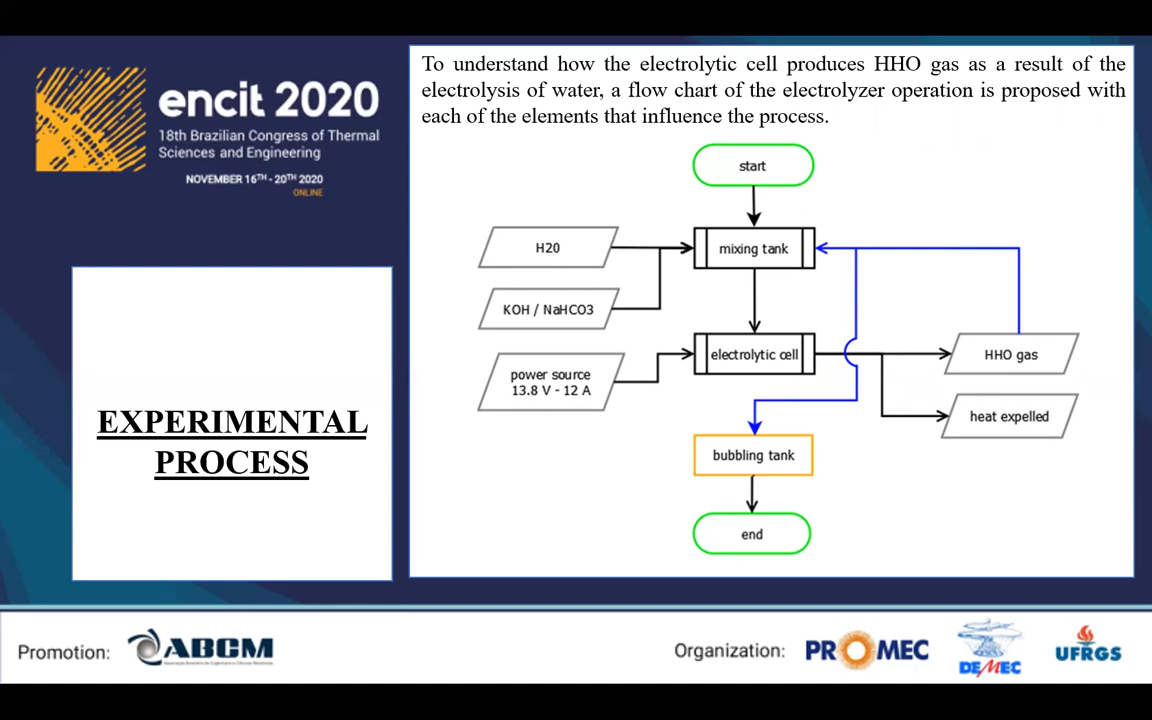 To understand how the electrolytic cell produces HHO gas as a result of the
electrolysis of water, a flow chart of the electrolyzer operation is proposed with
each of the elements that influence the process.
encit 2020
18th Brazilian Congress of Thermal
Sciences and Engineering
NOVEMBER 16TH - 20TH 2020
ONLINE
EXPERIMENTAL
PROCESS
start
H20
mixing tank
KOH / NaHCO3
electrolytic cell
HHO gas
power source
13.8 V - 12 A
heat expelled
bubbling tank
end
Promotion:
ABCM
Organization:
PROMEC
DEMEC
UFRGS